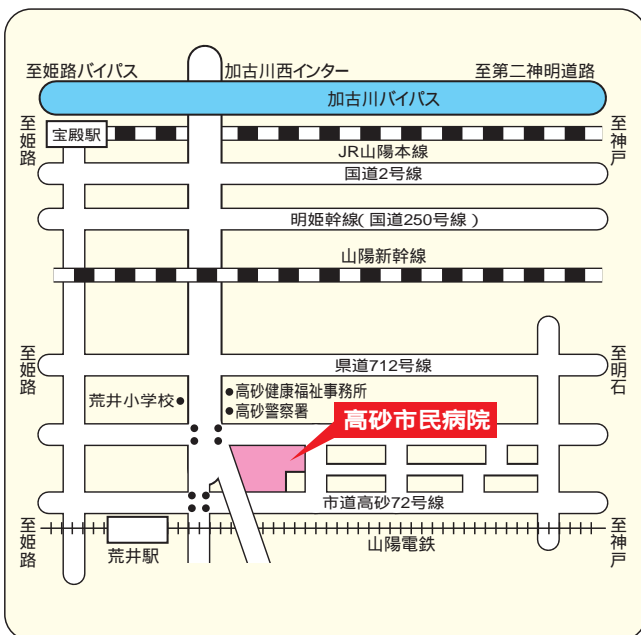 至姫路バイパス
加古川西インター
至第二神明道路
加古川バイパス
至姫路
宝殿駅
至神戸
JR山陽本線
国道2号線
明姫幹線(国道250号線)
山陽新幹線
至姫路
県道712号線
至明石
荒井小学校●
●高砂健康福祉事務所
●高砂警察署
高砂市民病院
市道高砂72号線
至姫路
荒井駅
山陽電鉄
至神戸